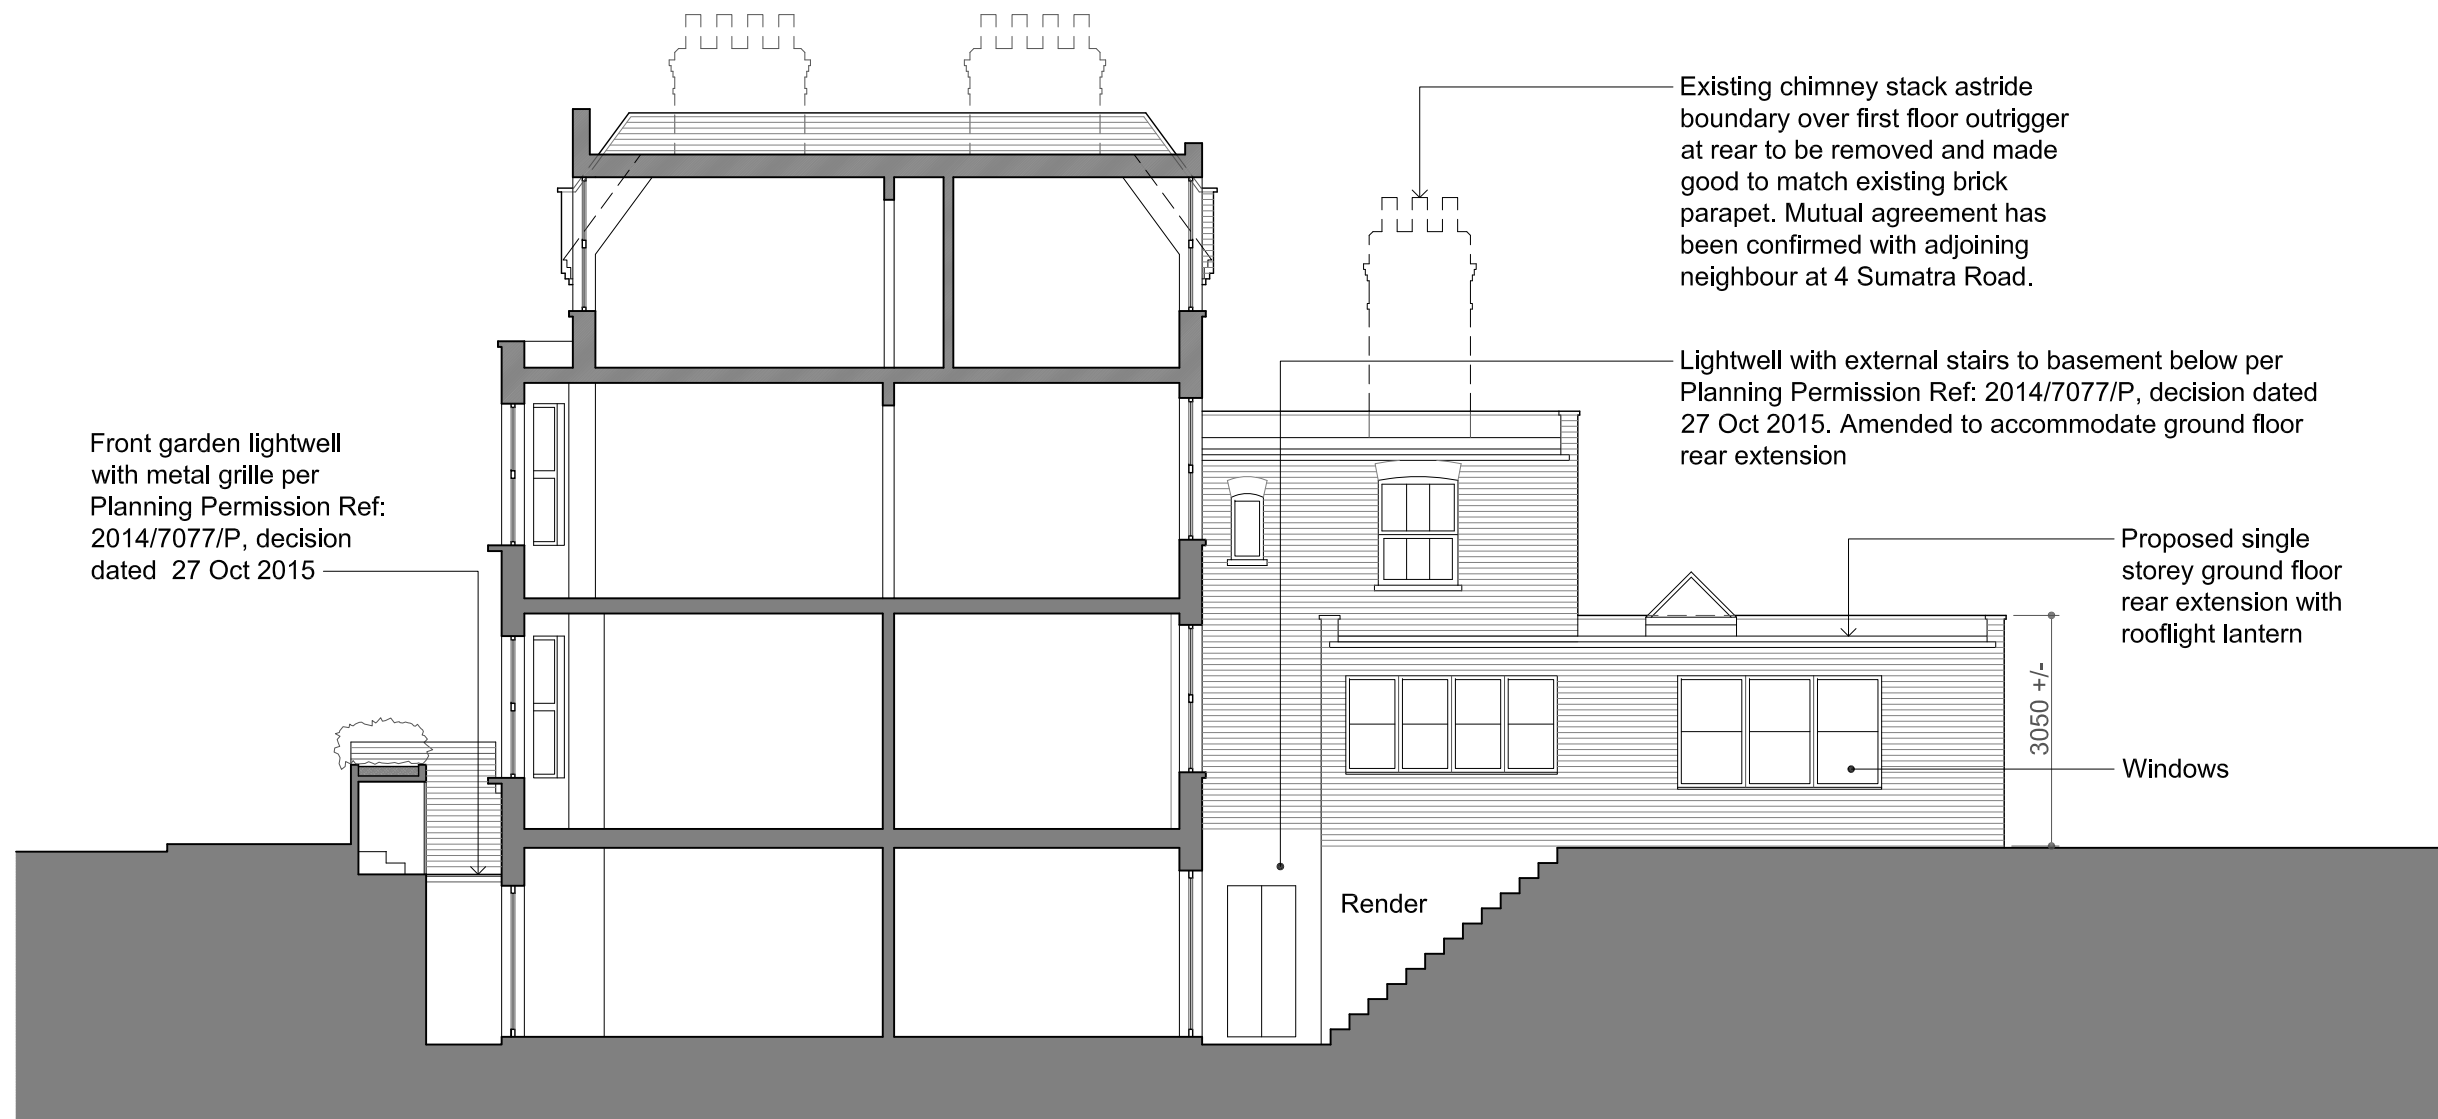 Existing chimney stack astride
boundary over first floor outrigger
at rear to be removed and made
good to match existing brick
parapet. Mutual agreement has
been confirmed with adjoining
neighbour at 4 Sumatra Road.
Lightwell with external stairs to basement below per
Planning Permission Ref: 2014/7077/P, decision dated
27 Oct 2015. Amended to accommodate ground floor
rear extension
Front garden lightwell
with metal grille per
Planning Permission Ref:
2014/7077/P, decision
dated 27 Oct 2015
Proposed single
storey ground floor
rear extension with
rooflight lantern
3050 +/-
Windows
Render